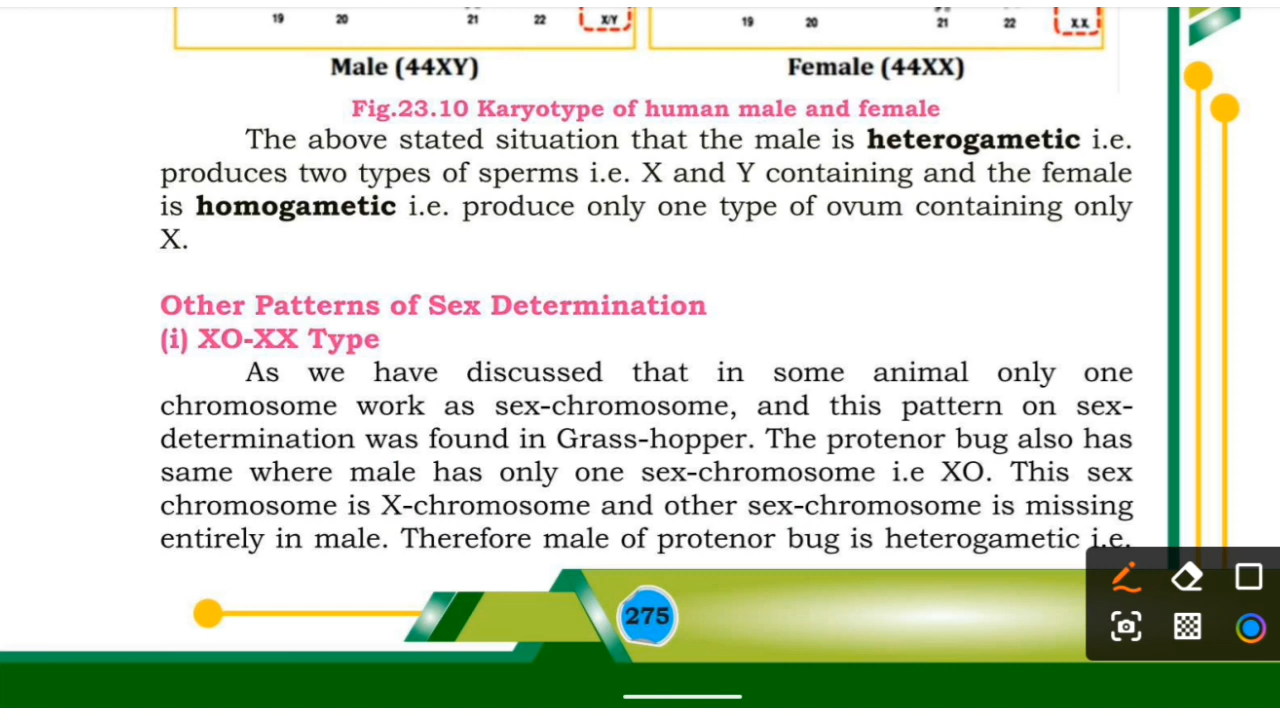 19 20 21 22 X/Y 19 20 21 22 X X
Male (44XY) Female (44XX)
Fig.23.10 Karyotype of human male and female
The above stated situation that the male is heterogametic i.e.
produces two types of sperms i.e. X and Y containing and the female
is homogametic i.e. produce only one type of ovum containing only
X.
Other Patterns of Sex Determination
(i) XO-XX Type
As we have discussed that in some animal only one
chromosome work as sex-chromosome, and this pattern on sex-
determination was found in Grass-hopper. The protenor bug also has
same where male has only one sex-chromosome i.e XO. This sex
chromosome is X-chromosome and other sex-chromosome is missing
entirely in male. Therefore male of protenor bug is heterogametic i.e.
275